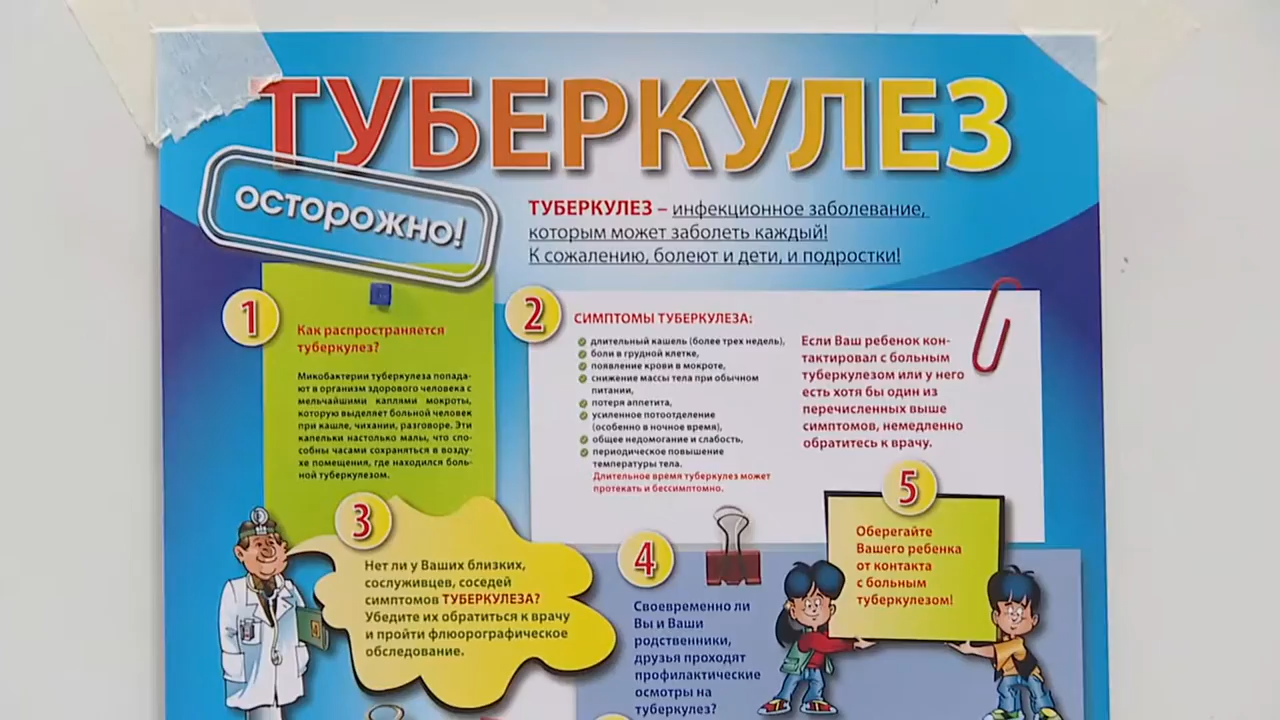 ТУБЕРКУЛЕЗ
ОСТОРОЖНО!
ТУБЕРКУЛЕЗ – инфекционное заболевание,
которым может заболеть каждый!
К сожалению, болеют и дети, и подростки!
1
Как распространяется
туберкулез?
Микобактерии туберкулеза попада-
ют в организм здорового человека с
мельчайшими каплями мокроты,
которую выделяет больной человек
при кашле, чихании, разговоре. Эти
капельки настолько малы, что спо-
собны часами сохраняться в возду-
хе помещения, где находился боль-
ной туберкулезом.
2
СИМПТОМЫ ТУБЕРКУЛЕЗА:
длительный кашель (более трех недель),
боли в грудной клетке,
появление крови в мокроте,
снижение массы тела при обычном
питании,
потеря аппетита,
усиленное потоотделение
(особенно в ночное время),
общее недомогание и слабость,
периодическое повышение
температуры тела.
Длительное время туберкулез может
протекать и бессимптомно.
Если Ваш ребенок кон-
тактировал с больным
туберкулезом или у него
есть хотя бы один из
перечисленных выше
симптомов, немедленно
обратитесь к врачу.
3
Нет ли у Ваших близких,
сослуживцев, соседей
симптомов ТУБЕРКУЛЕЗА?
Убедите их обратиться к врачу
и пройти флюорографическое
обследование.
4
Своевременно ли
Вы и Ваши
родственники,
друзья проходят
профилактические
осмотры на
туберкулез?
5
Оберегайте
Вашего ребенка
от контакта
с больным
туберкулезом!